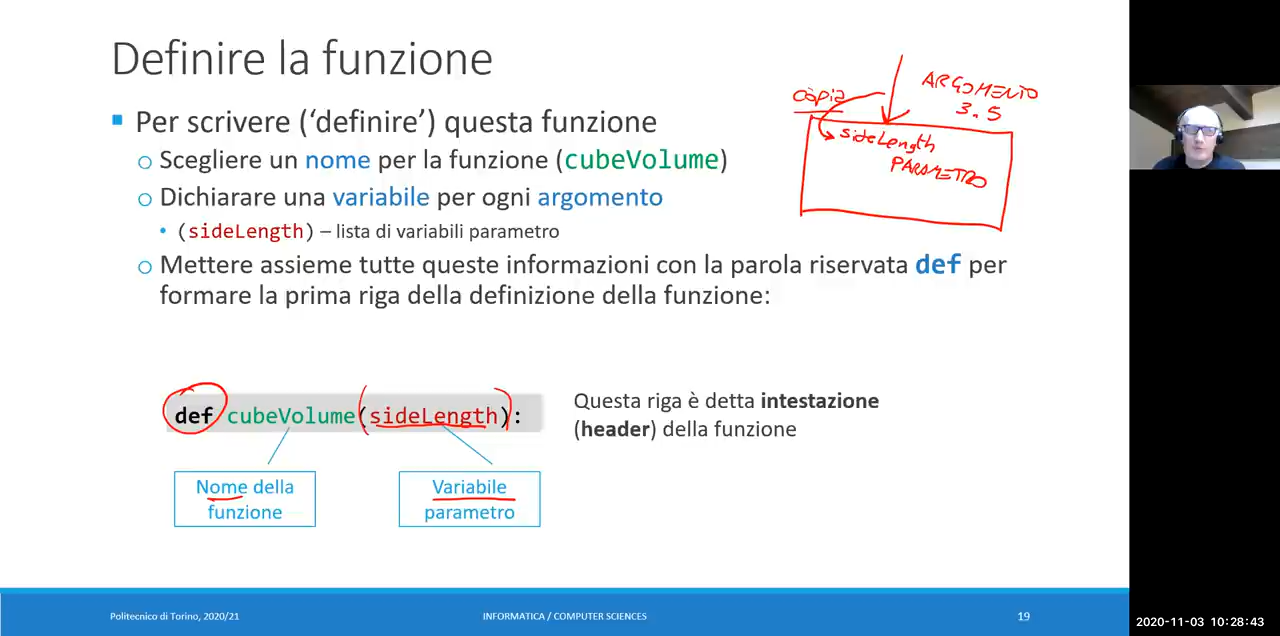 Definire la funzione
Per scrivere (‘definire’) questa funzione
Scegliere un nome per la funzione (cubeVolume)
Dichiarare una variabile per ogni argomento
(sideLength) – lista di variabili parametro
Mettere assieme tutte queste informazioni con la parola riservata def per
formare la prima riga della definizione della funzione:
còpia
ARGOMENTO
3.5
sideLength
PARAMETRO
def cubeVolume(sideLength):
Questa riga è detta intestazione
(header) della funzione
Nome della
funzione
Variabile
parametro
Politecnico di Torino, 2020/21
INFORMATICA / COMPUTER SCIENCES
19
2020-11-03 10:28:43